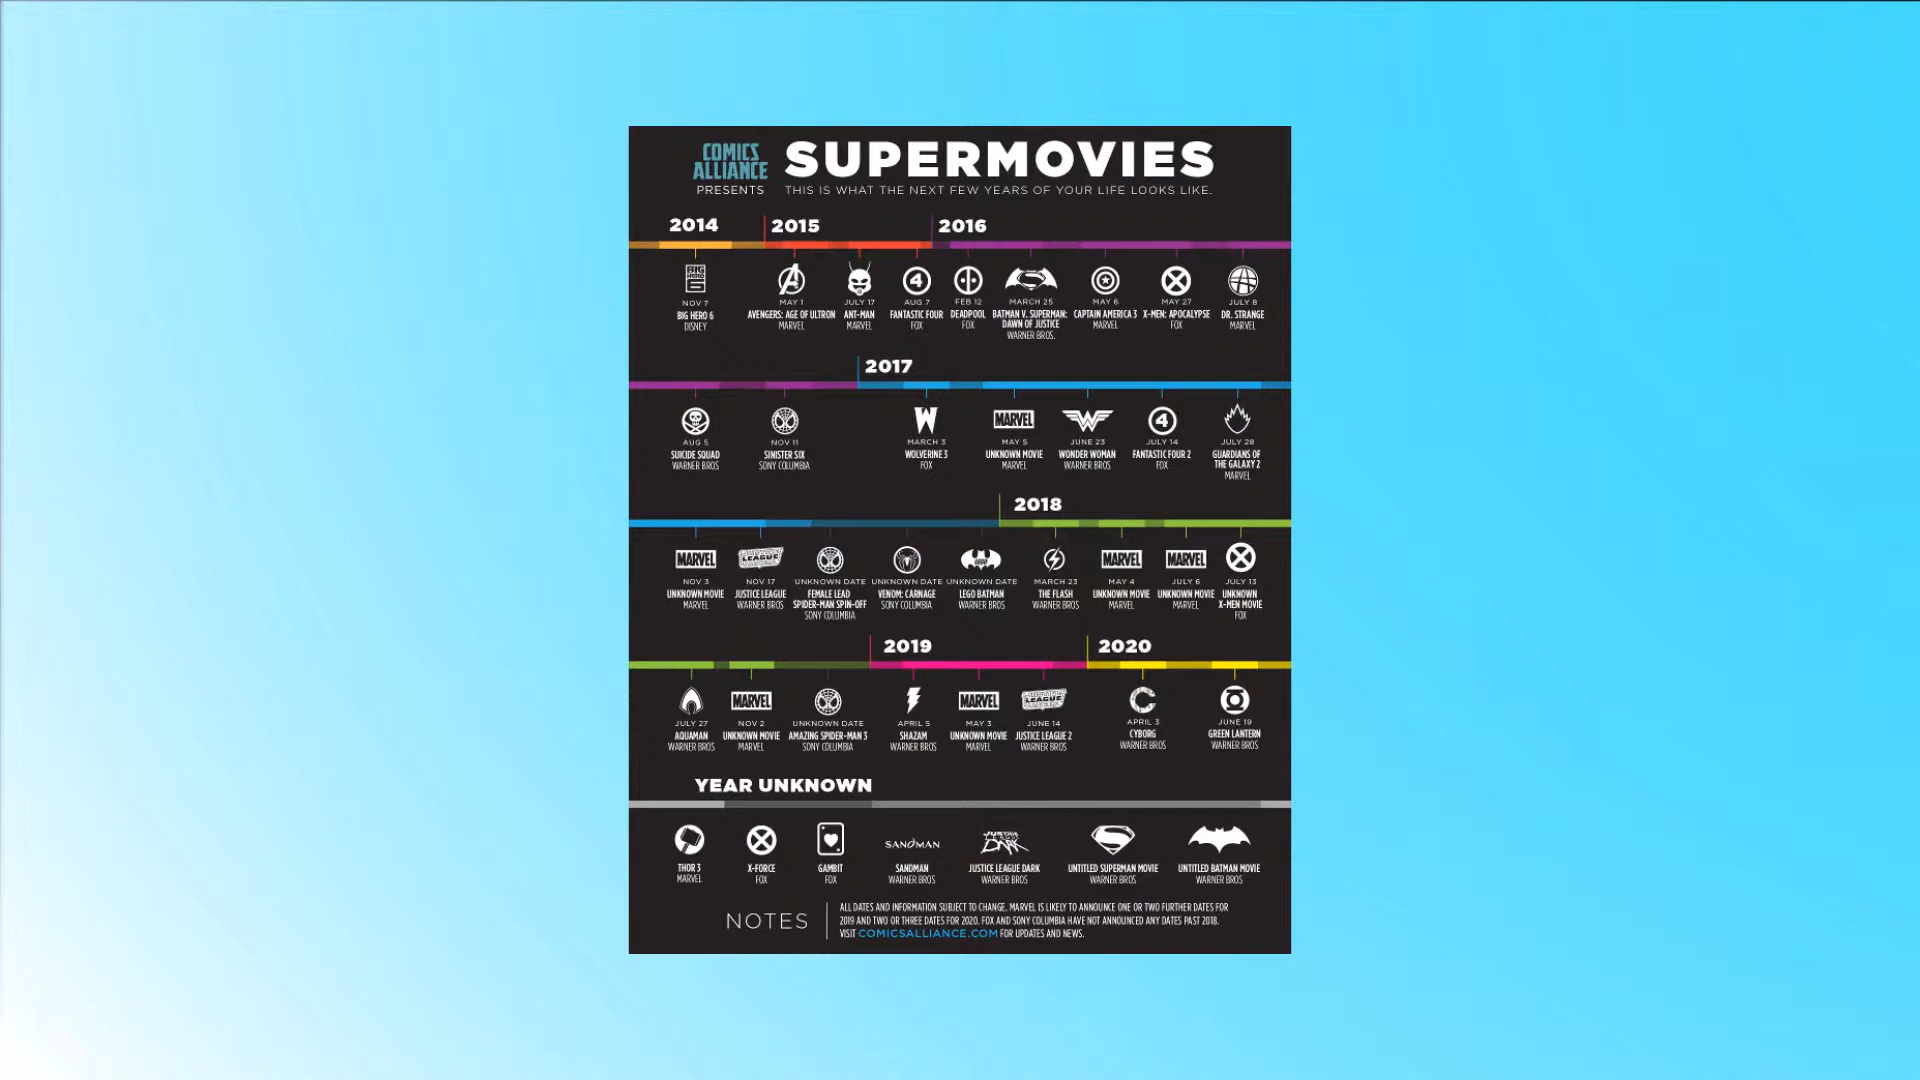 COMICS ALLIANCE PRESENTS
SUPERMOVIES
THIS IS WHAT THE NEXT FEW YEARS OF YOUR LIFE LOOKS LIKE.
2014
2015
2016
BIG HERO
NOV 7
BIG HERO 6
DISNEY
MAY 1
AVENGERS: AGE OF ULTRON
MARVEL
JULY 17
ANT-MAN
MARVEL
4
AUG 7
FANTASTIC FOUR
FOX
FEB 12
DEADPOOL
FOX
MARCH 25
BATMAN V. SUPERMAN:
DAWN OF JUSTICE
WARNER BROS.
MAY 6
CAPTAIN AMERICA 3
MARVEL
MAY 27
X-MEN: APOCALYPSE
FOX
JULY 8
DR. STRANGE
MARVEL
2017
AUG 5
SUICIDE SQUAD
WARNER BROS
NOV 11
SINISTER SIX
SONY COLUMBIA
W
MARCH 3
WOLVERINE 3
FOX
MARVEL
MAY 5
UNKNOWN MOVIE
MARVEL
JUNE 23
WONDER WOMAN
WARNER BROS
4
JULY 14
FANTASTIC FOUR 2
FOX
JULY 28
GUARDIANS OF
THE GALAXY 2
MARVEL
2018
MARVEL
NOV 3
UNKNOWN MOVIE
MARVEL
LEAGUE
NOV 17
JUSTICE LEAGUE
WARNER BROS
UNKNOWN DATE
FEMALE LEAD
SPIDER-MAN SPIN-OFF
SONY COLUMBIA
UNKNOWN DATE
VENOM: CARNAGE
SONY COLUMBIA
UNKNOWN DATE
LEGO BATMAN
WARNER BROS
MARCH 23
THE FLASH
WARNER BROS
MARVEL
MAY 4
UNKNOWN MOVIE
MARVEL
MARVEL
JULY 6
UNKNOWN MOVIE
MARVEL
JULY 13
UNKNOWN
X-MEN MOVIE
FOX
2019
2020
JULY 27
AQUAMAN
WARNER BROS
MARVEL
NOV 2
UNKNOWN MOVIE
MARVEL
UNKNOWN DATE
AMAZING SPIDER-MAN 3
SONY COLUMBIA
APRIL 5
SHAZAM
WARNER BROS
MARVEL
MAY 3
UNKNOWN MOVIE
MARVEL
LEAGUE
JUNE 14
JUSTICE LEAGUE 2
WARNER BROS
APRIL 3
CYBORG
WARNER BROS
JUNE 19
GREEN LANTERN
WARNER BROS
YEAR UNKNOWN
THOR 3
MARVEL
X-FORCE
FOX
GAMBIT
FOX
SANDMAN
SANDMAN
WARNER BROS
DARK
JUSTICE LEAGUE DARK
WARNER BROS
UNTITLED SUPERMAN MOVIE
WARNER BROS
UNTITLED BATMAN MOVIE
WARNER BROS
NOTES
ALL DATES AND INFORMATION SUBJECT TO CHANGE. MARVEL IS LIKELY TO ANNOUNCE ONE OR TWO FURTHER DATES FOR
2019 AND TWO OR THREE DATES FOR 2020. FOX AND SONY COLUMBIA HAVE NOT ANNOUNCED ANY DATES PAST 2018.
VISIT COMICSALLIANCE.COM FOR UPDATES AND NEWS.